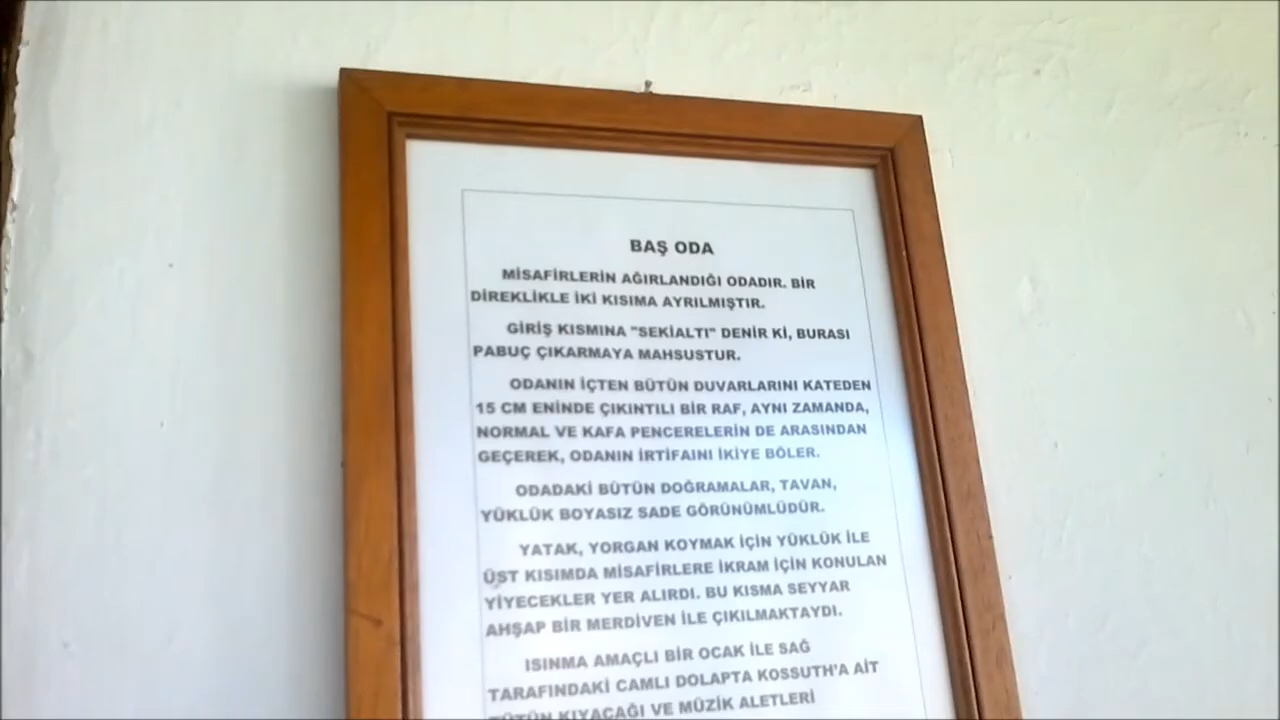 BAŞ ODA
MİSAFİRLERİN AĞIRLANDIĞI ODADIR. BİR
DİREKLİKLE İKİ KISIMA AYRILMIŞTIR.
GİRİŞ KISMINA "SEKİALTI" DENİR Kİ, BURASI
PABUÇ ÇIKARMAYA MAHSUSTUR.
ODANIN İÇTEN BÜTÜN DUVARLARINI KATEDEN
15 CM ENİNDE ÇIKINTILI BİR RAF, AYNI ZAMANDA,
NORMAL VE KAFA PENCERELERİN DE ARASINDAN
GEÇEREK, ODANIN İRTİFAINI İKİYE BÖLER.
ODADAKİ BÜTÜN DOĞRAMALAR, TAVAN,
YÜKLÜK BOYASIZ SADE GÖRÜNÜMLÜDÜR.
YATAK, YORGAN KOYMAK İÇİN YÜKLÜK İLE
ÜST KISIMDA MİSAFİRLERE İKRAM İÇİN KONULAN
YİYECEKLER YER ALIRDI. BU KISMA SEYYAR
AHŞAP BİR MERDİVEN İLE ÇIKILMAKTAYDI.
ISINMA AMAÇLI BİR OCAK İLE SAĞ
TARAFINDAKİ CAMLI DOLAPTA KOSSUTH'A AİT
TÜTÜN KIYACAĞI VE MÜZİK ALETLERİ